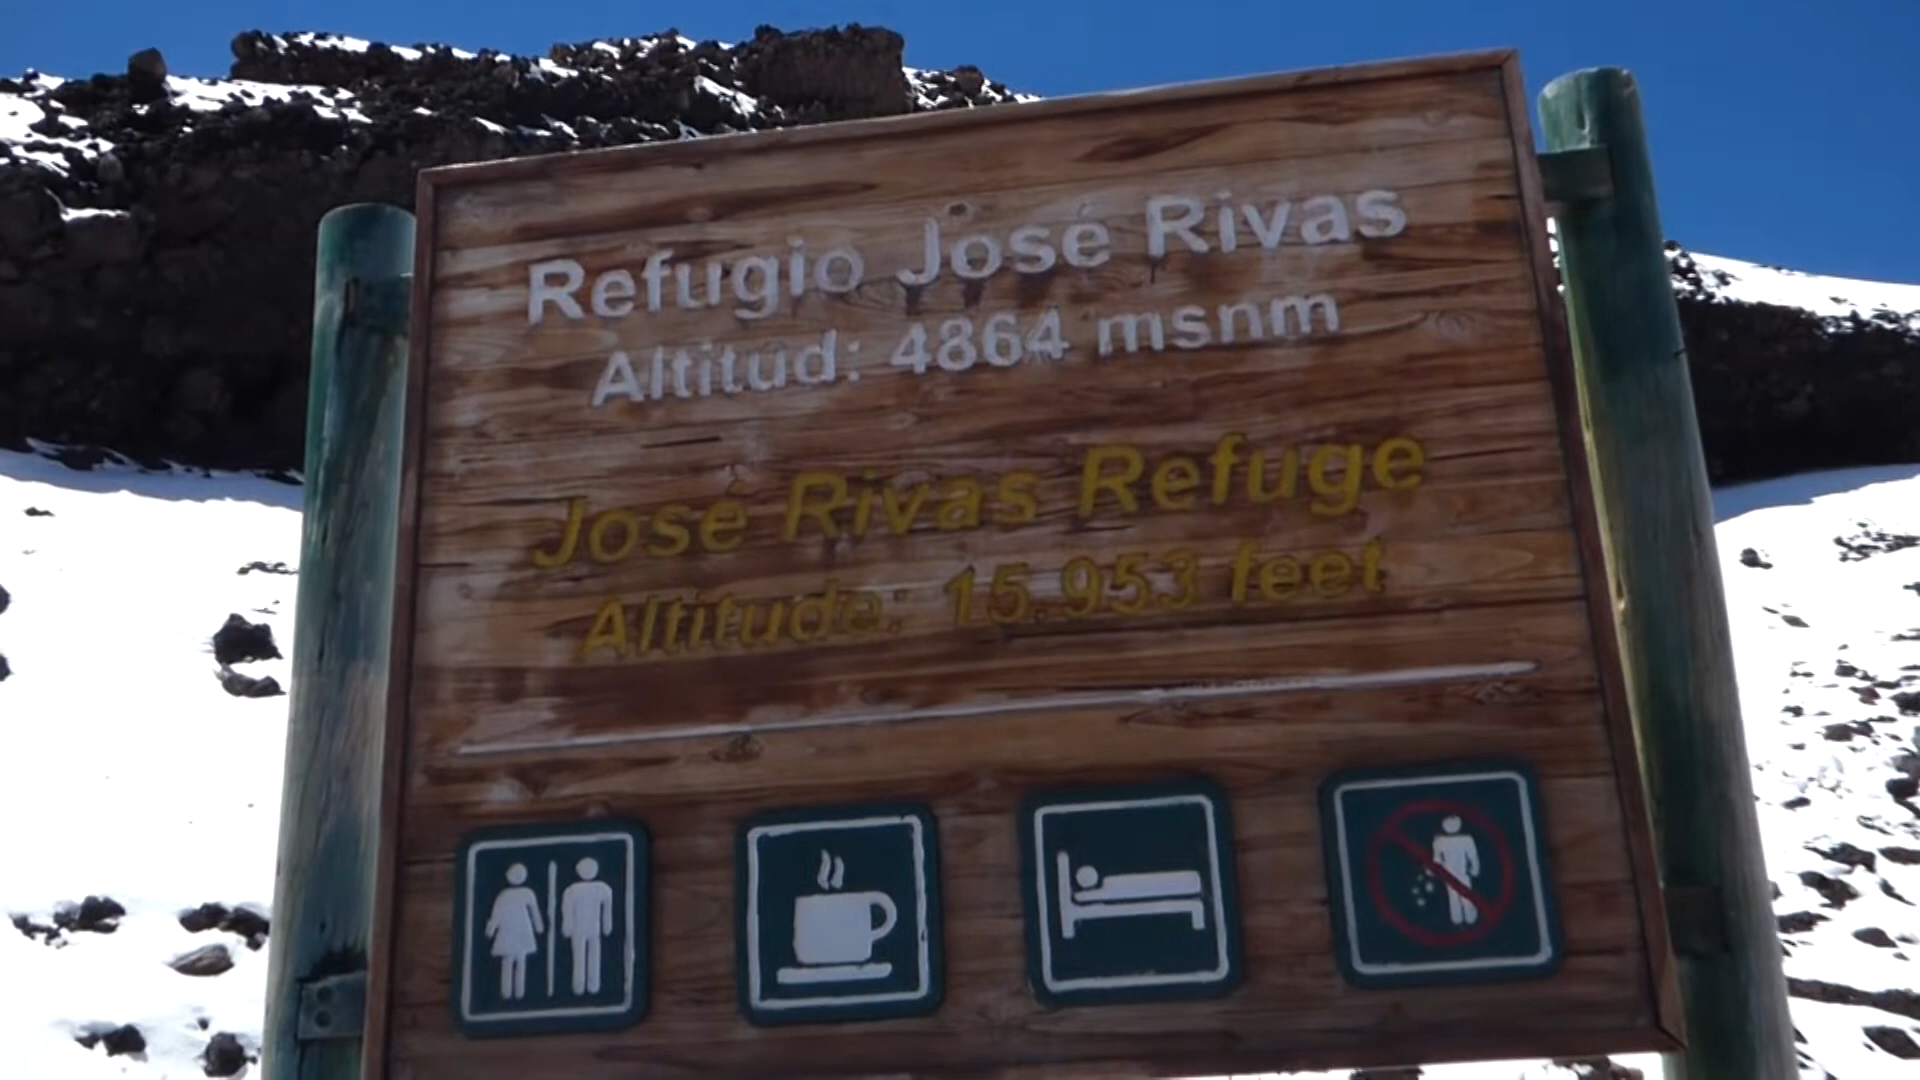 Refugio José Rivas
Altitud: 4864 msnm
José Rivas Refuge
Altitude: 15.953 feet